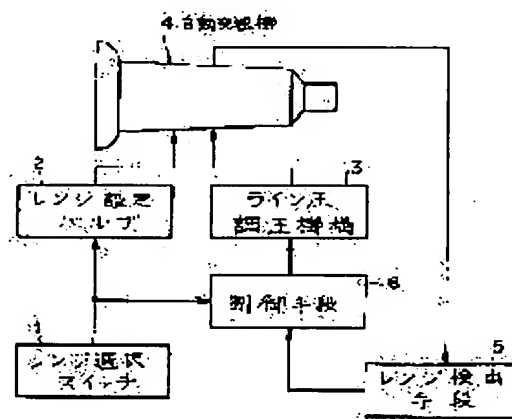 4 自動変速機
2
レンジ設定
バルブ
3
ライン圧
調圧機構
6
制御手段
1
レンジ選択
スイッチ
5
レンジ検出
手段